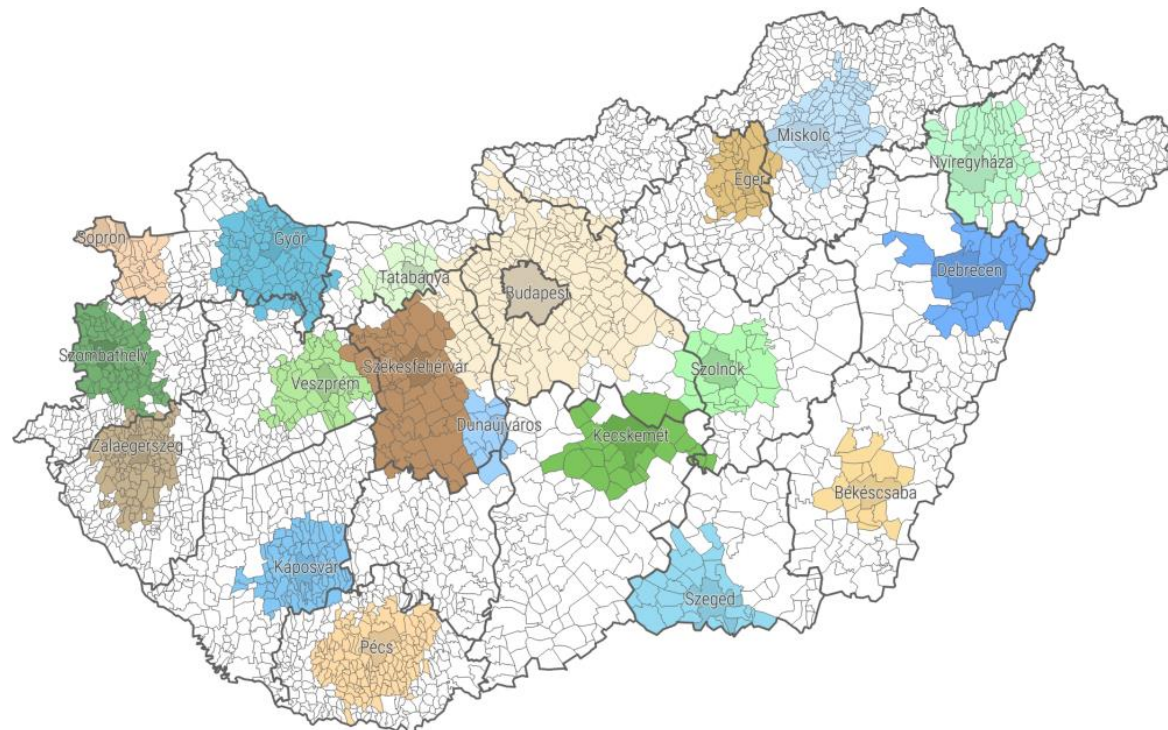 Miskolc
Nyíregyháza
Eger
Sopron
Győr
Debrecen
Tatabánya
Budapest
Szombathely
Székesfehérvár
Szolnok
Veszprém
Dunaújváros
Kecskemét
Zalaegerszeg
Békéscsaba
Kaposvár
Szeged
Pécs